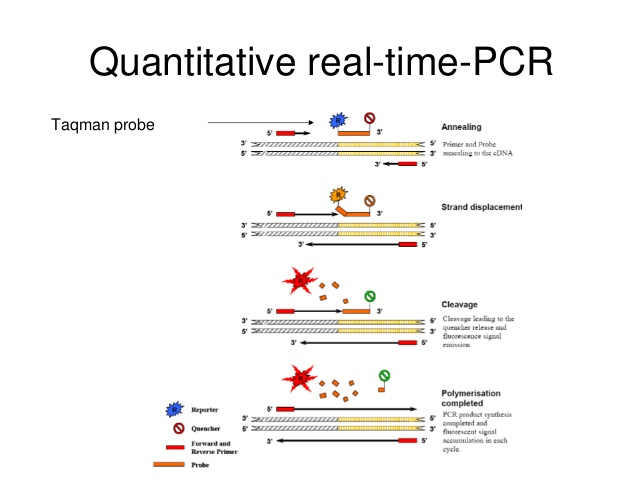 Quantitative real-time-PCR
Taqman probe
R
5'
3'
Annealing
3'
5'
Primer and Probe
5'
3'
annealing to the cDNA
3'
5'
R
5'
3'
Strand displacement
3'
5'
5'
3'
3'
5'
R
5'
3'
Cleavage
3'
5'
Cleavage leading to the
5'
3'
quencher release and
fluorescence signal
3'
5'
emission
R
Polymerisation
completed
R
Reporter
5'
PCR product synthesis
3'
5'
completed and
Quencher
5'
3'
fluorescent signal
3'
5'
accumulation in each
Forward and
cycle.
Reverse Primer
Probe